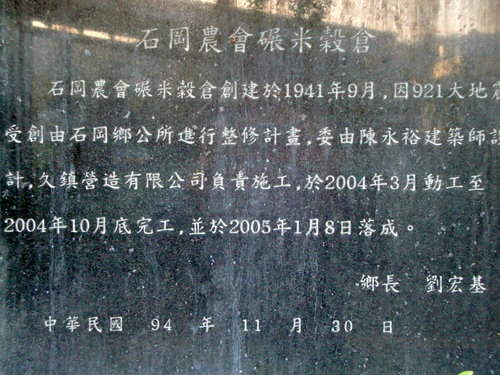 石岡農會碾米穀倉
石岡農會碾米穀倉創建於1941年9月,因921大地震
受創由石岡鄉公所進行整修計畫,委由陳永裕建築師設
計,久鎮營造有限公司負責施工,於2004年3月動工至
2004年10月底完工,並於2005年1月8日落成。
鄉長 劉宏基
中華民國 94 年 11 月 30 日